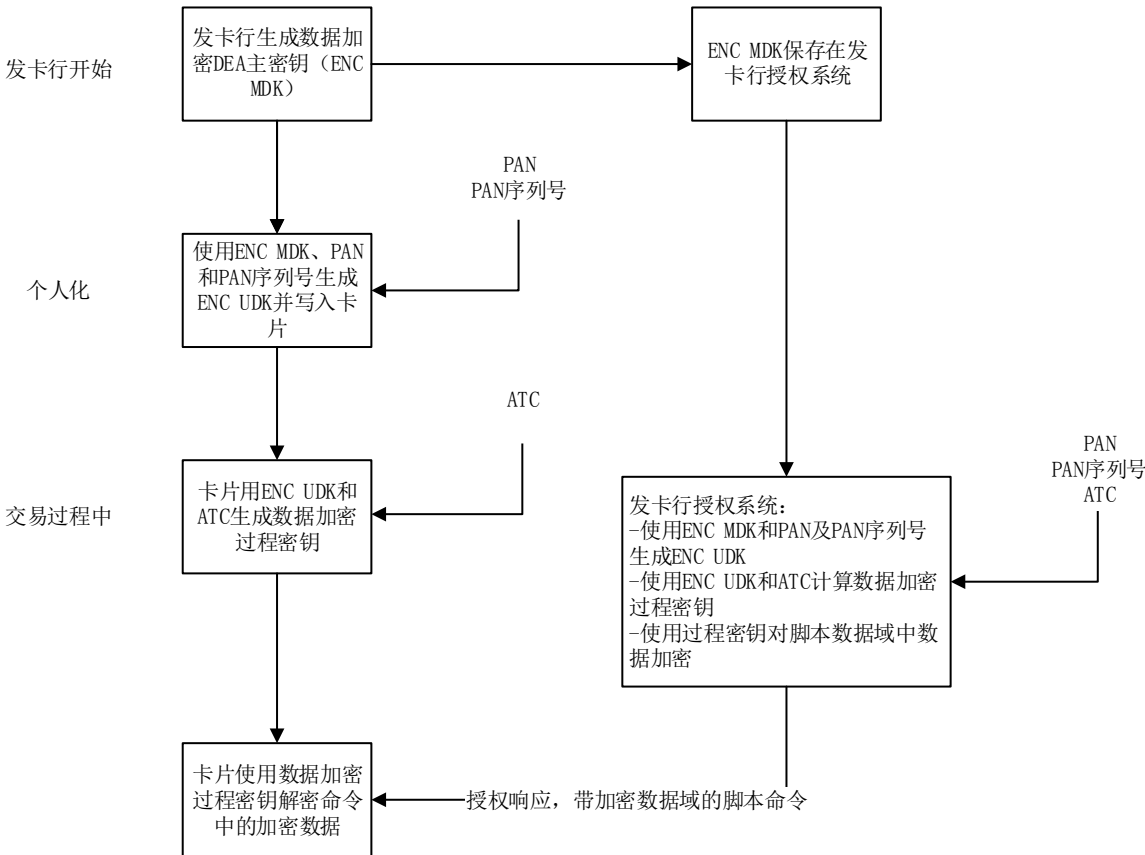 发卡行开始
发卡行生成数据加
密DEA主密钥（ENC
MDK）
ENC MDK保存在发
卡行授权系统
PAN
PAN序列号
个人化
使用ENC MDK、PAN
和PAN序列号生成
ENC UDK并写入卡
片
ATC
交易过程中
卡片用ENC UDK和
ATC生成数据加密
过程密钥
PAN
PAN序列号
ATC
发卡行授权系统：
-使用ENC MDK和PAN及PAN序列号
生成ENC UDK
-使用ENC UDK和ATC计算数据加密
过程密钥
-使用过程密钥对脚本数据域中数
据加密
卡片使用数据加密
过程密钥解密命令
中的加密数据
授权响应，带加密数据域的脚本命令